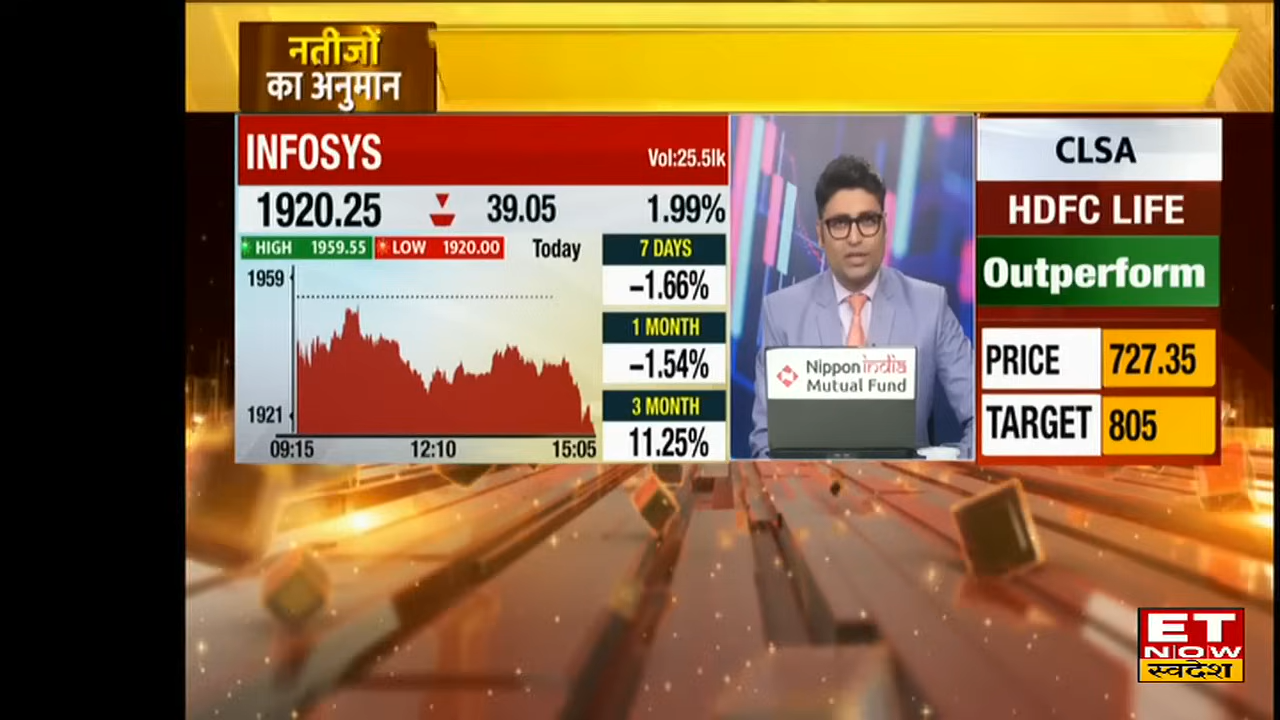 नतीजों
का अनुमान
INFOSYS
Vol:25.5lk
1920.25 39.05 1.99%
HIGH 1959.55 LOW 1920.00 Today
7 DAYS
-1.66%
1 MONTH
-1.54%
3 MONTH
11.25%
1959
1921
09:15 12:10 15:05
Nippon india
Mutual Fund
CLSA
HDFC LIFE
Outperform
PRICE 727.35
TARGET 805
ET
NOW
स्वदेश